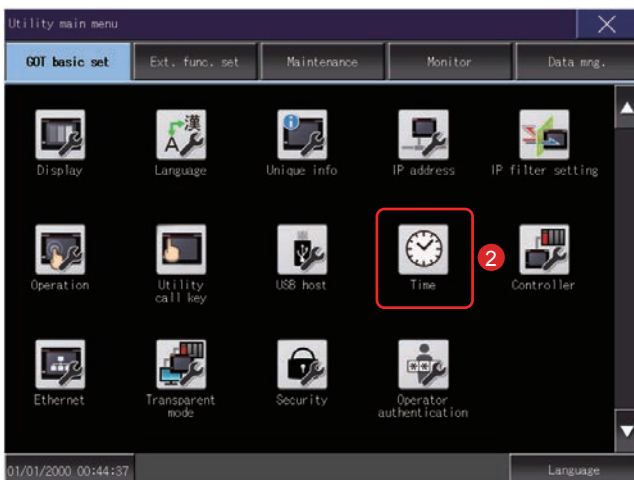 Utility main menu
GOT basic set
Ext. func. set
Maintenance
Monitor
Data mng.
漢
A
Display
Language
Unique info
IP address
IP filter setting
2
Operation
Utility
call key
USB host
Time
Controller
**
Ethernet
Transparent
mode
Security
Operator
authentication
01/01/2000 00:44:37
Language